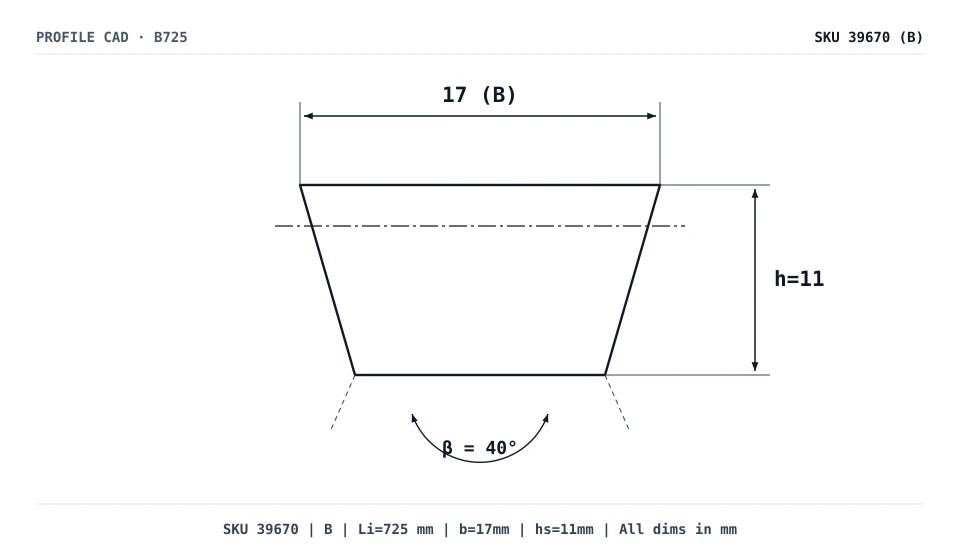 PROFILE CAD · B725
SKU 39670 (B)
17 (B)
h=11
β = 40°
SKU 39670 | B | Li=725 mm | b=17mm | hs=11mm | All dims in mm